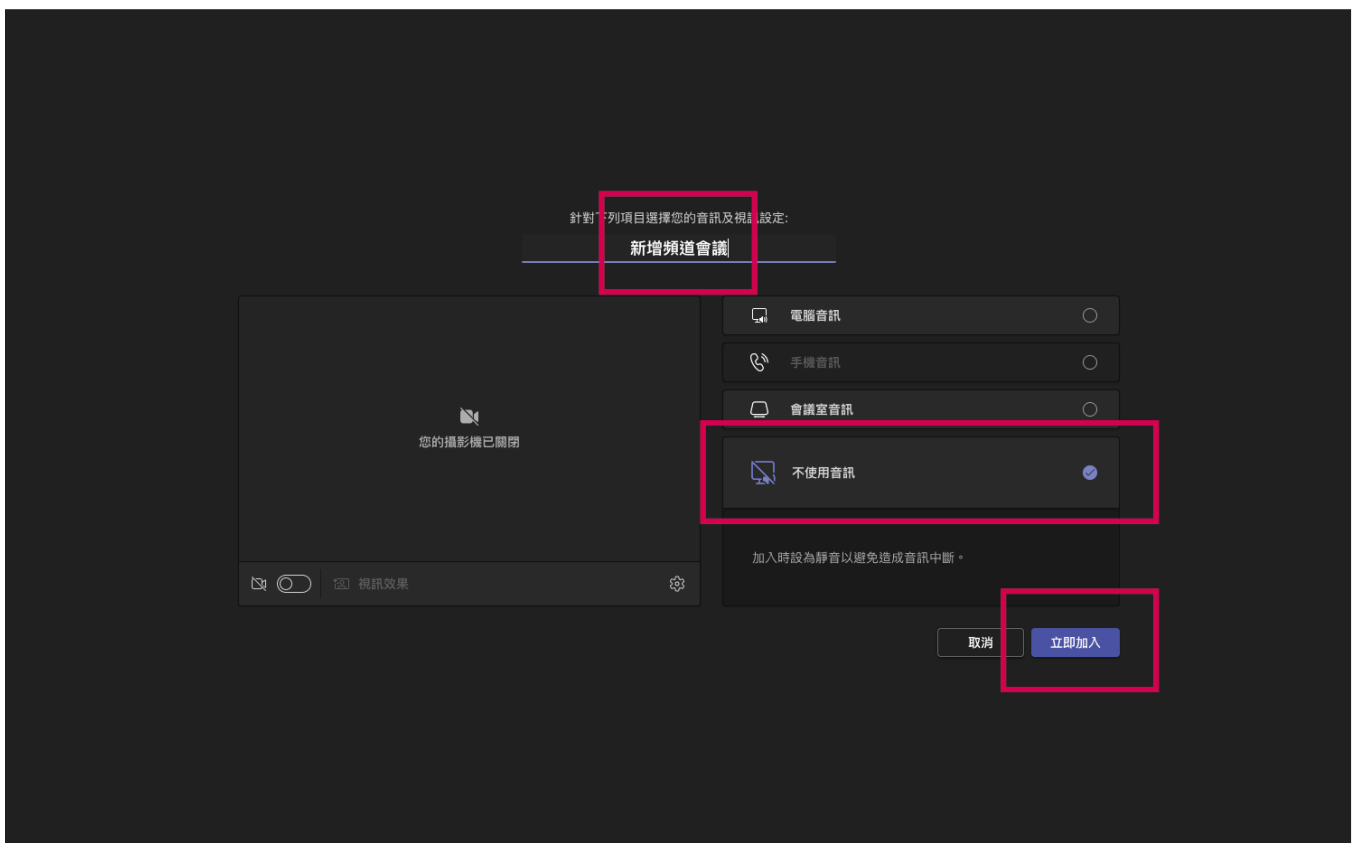 針對下列項目選擇您的音訊及視訊設定:
新增頻道會議
電腦音訊
手機音訊
會議室音訊
您的攝影機已關閉
不使用音訊
加入時設為靜音以避免造成音訊中斷。
視訊效果
取消
立即加入